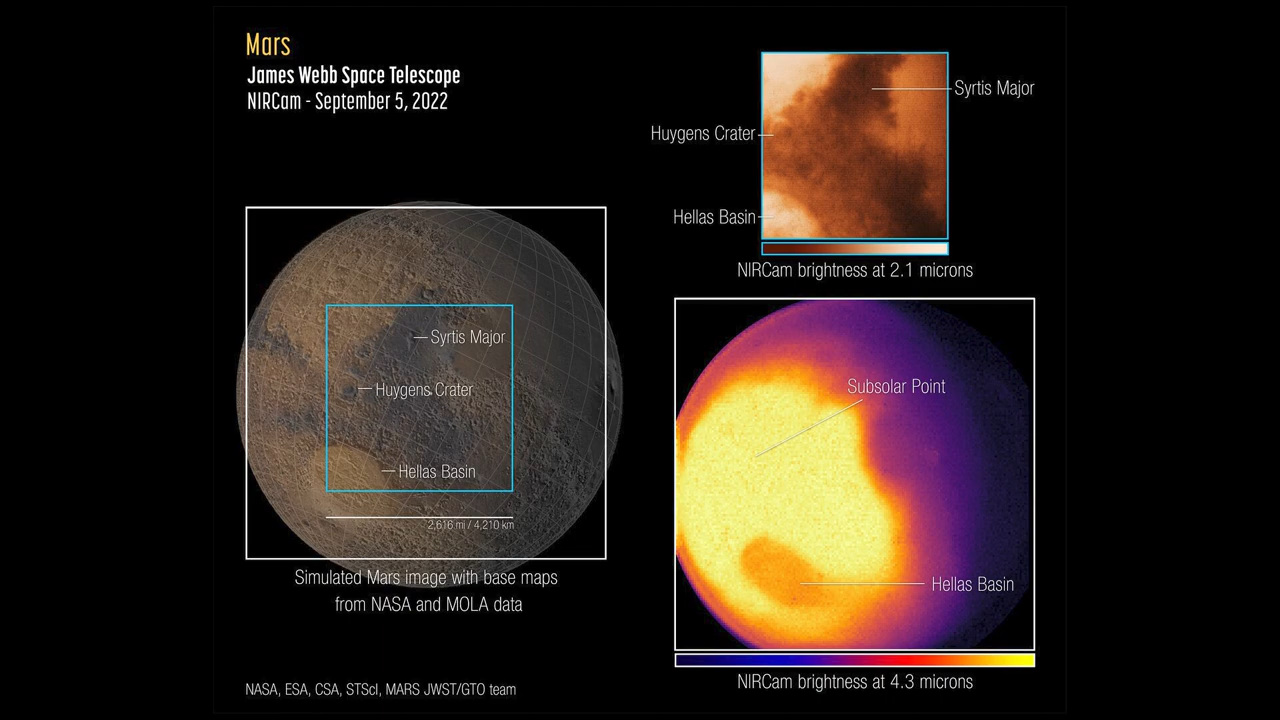 Mars
James Webb Space Telescope
NIRCam - September 5, 2022
Syrtis Major
Huygens Crater
Hellas Basin
NIRCam brightness at 2.1 microns
Syrtis Major
Huygens Crater
Hellas Basin
2,616 mi / 4,210 km
Simulated Mars image with base maps
from NASA and MOLA data
Subsolar Point
Hellas Basin
NIRCam brightness at 4.3 microns
NASA, ESA, CSA, STScI, MARS JWST/GTO team